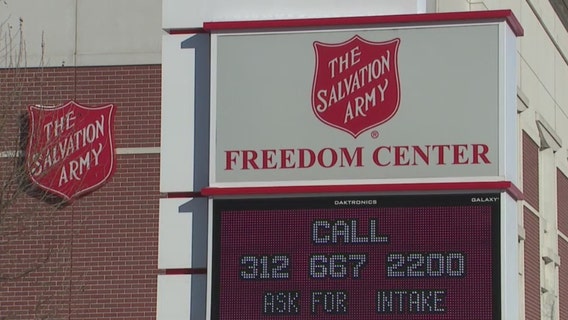 THE
SALVATION
ARMY
THE
SALVATION
ARMY
®
FREEDOM CENTER
DAKTRONICS GALAXY®
CALL
312 667 2200
ASK FOR INTAKE